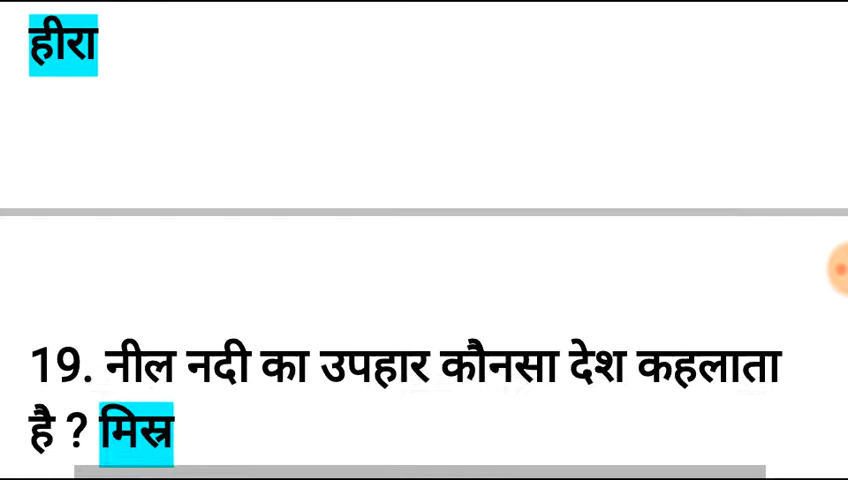 हीरा
19. नील नदी का उपहार कौनसा देश कहलाता
है ? मिस्र